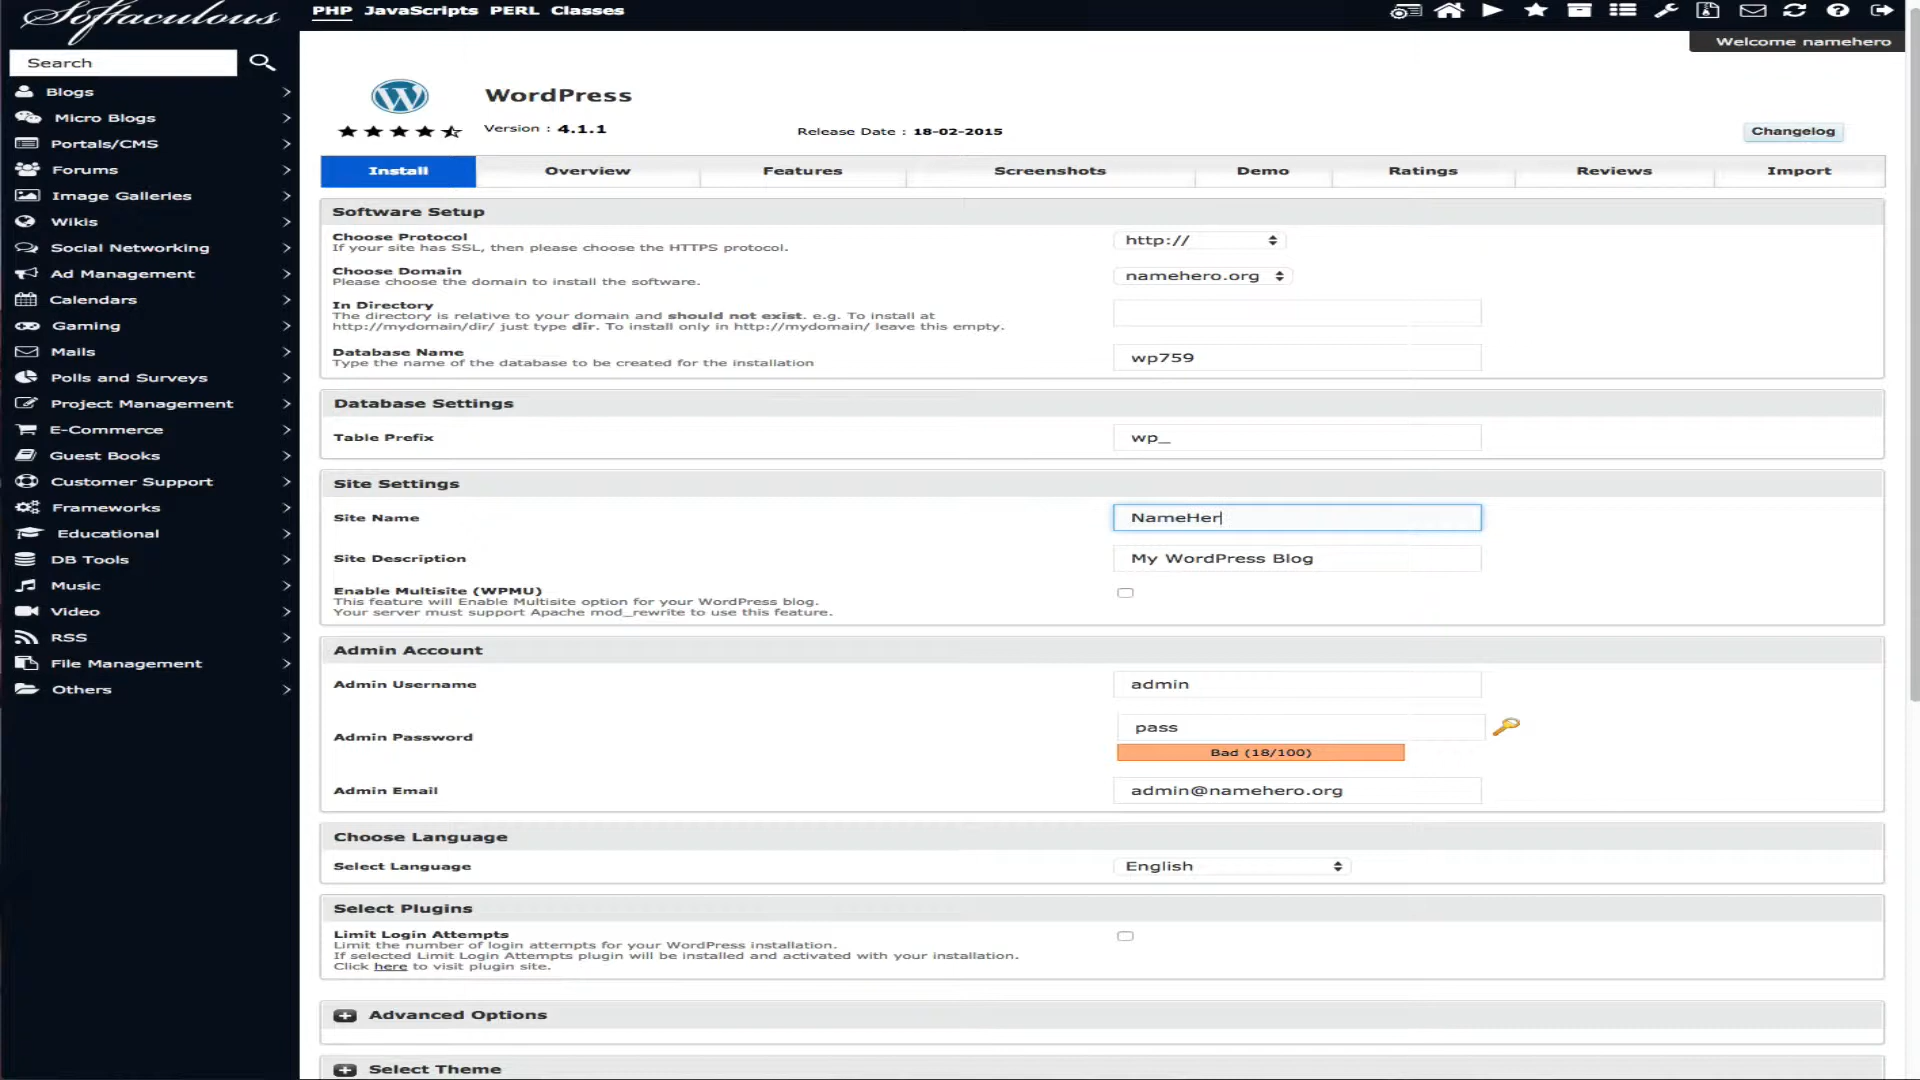 Softaculous
PHP JavaScripts PERL Classes
Welcome namehero
Search
Blogs
Micro Blogs
Portals/CMS
Forums
Image Galleries
Wikis
Social Networking
Ad Management
Calendars
Gaming
Mails
Polls and Surveys
Project Management
E-Commerce
Guest Books
Customer Support
Frameworks
Educational
DB Tools
Music
Video
RSS
File Management
Others
WordPress
Version : 4.1.1
Release Date : 18-02-2015
Changelog
Install Overview Features Screenshots Demo Ratings Reviews Import
Software Setup
Choose Protocol
If your site has SSL, then please choose the HTTPS protocol.
http://
Choose Domain
Please choose the domain to install the software.
namehero.org
In Directory
The directory is relative to your domain and should not exist. e.g. To install at
http://mydomain/dir/ just type dir. To install only in http://mydomain/ leave this empty.
Database Name
Type the name of the database to be created for the installation
wp759
Database Settings
Table Prefix
wp_
Site Settings
Site Name
NameHer
Site Description
My WordPress Blog
Enable Multisite (WPMU)
This feature will Enable Multisite option for your WordPress blog.
Your server must support Apache mod_rewrite to use this feature.
Admin Account
Admin Username
admin
Admin Password
pass
Bad (18/100)
Admin Email
admin@namehero.org
Choose Language
Select Language
English
Select Plugins
Limit Login Attempts
Limit the number of login attempts for your WordPress installation.
If selected Limit Login Attempts plugin will be installed and activated with your installation.
Click here to visit plugin site.
Advanced Options
Select Theme